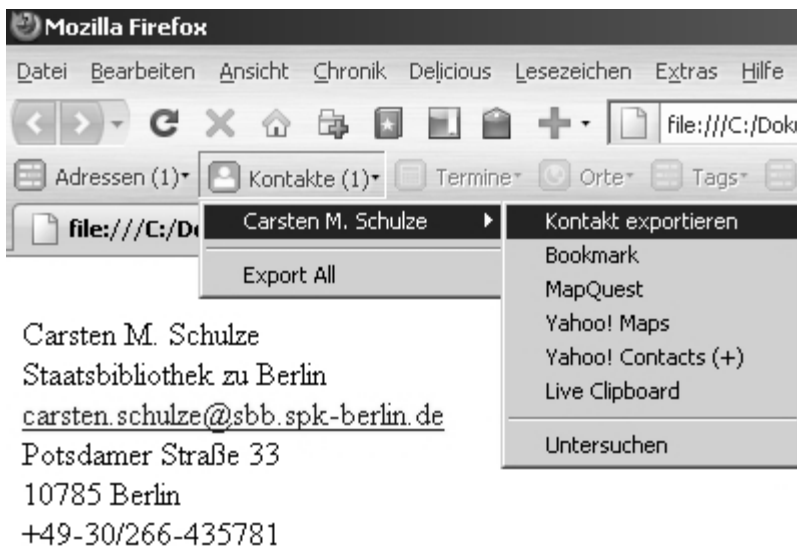 Mozilla Firefox
Datei Bearbeiten Ansicht Chronik Delicious Lesezeichen Extras Hilfe
file:///C:/Doku
Adressen (1) Kontakte (1) Termine Orte Tags
file:///C:/Do
Carsten M. Schulze
Export All
Kontakt exportieren
Bookmark
MapQuest
Yahoo! Maps
Yahoo! Contacts (+)
Live Clipboard
Untersuchen
Carsten M. Schulze
Staatsbibliothek zu Berlin
carsten.schulze@sbb.spk-berlin.de
Potsdamer Straße 33
10785 Berlin
+49-30/266-435781